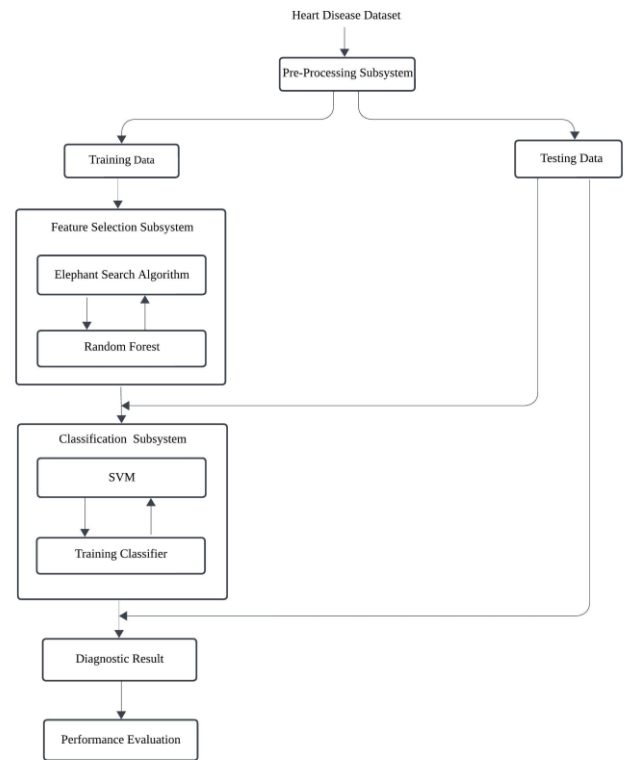 Heart Disease Dataset
Pre-Processing Subsystem
Training Data
Testing Data
Feature Selection Subsystem
Elephant Search Algorithm
Random Forest
Classification Subsystem
SVM
Training Classifier
Diagnostic Result
Performance Evaluation